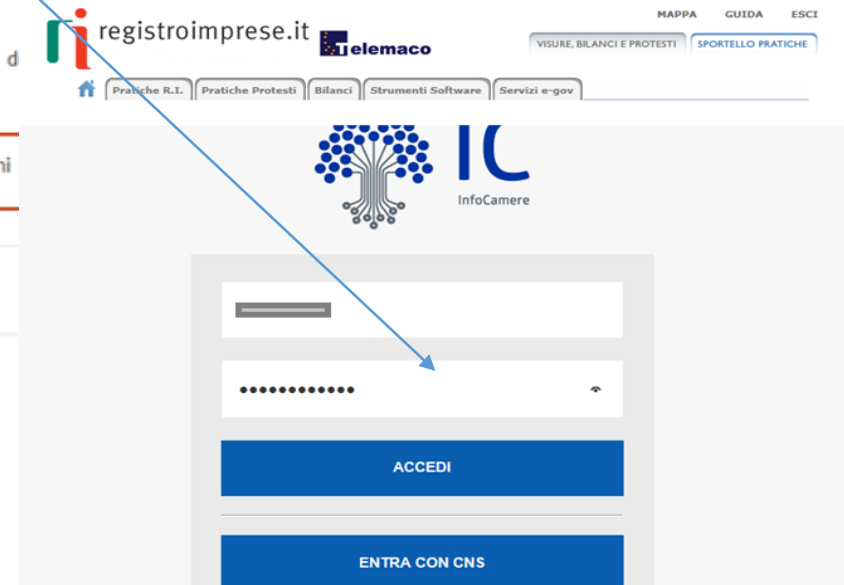 MAPPA GUIDA ESCI
registroimprese.it Telemaco
VISURE, BILANCI E PROTESTI SPORTELLO PRATICHE
Pratiche R.I. Pratiche Protesti Bilanci Strumenti Software Servizi e-gov
IC
InfoCamere
ACCEDI
ENTRA CON CNS